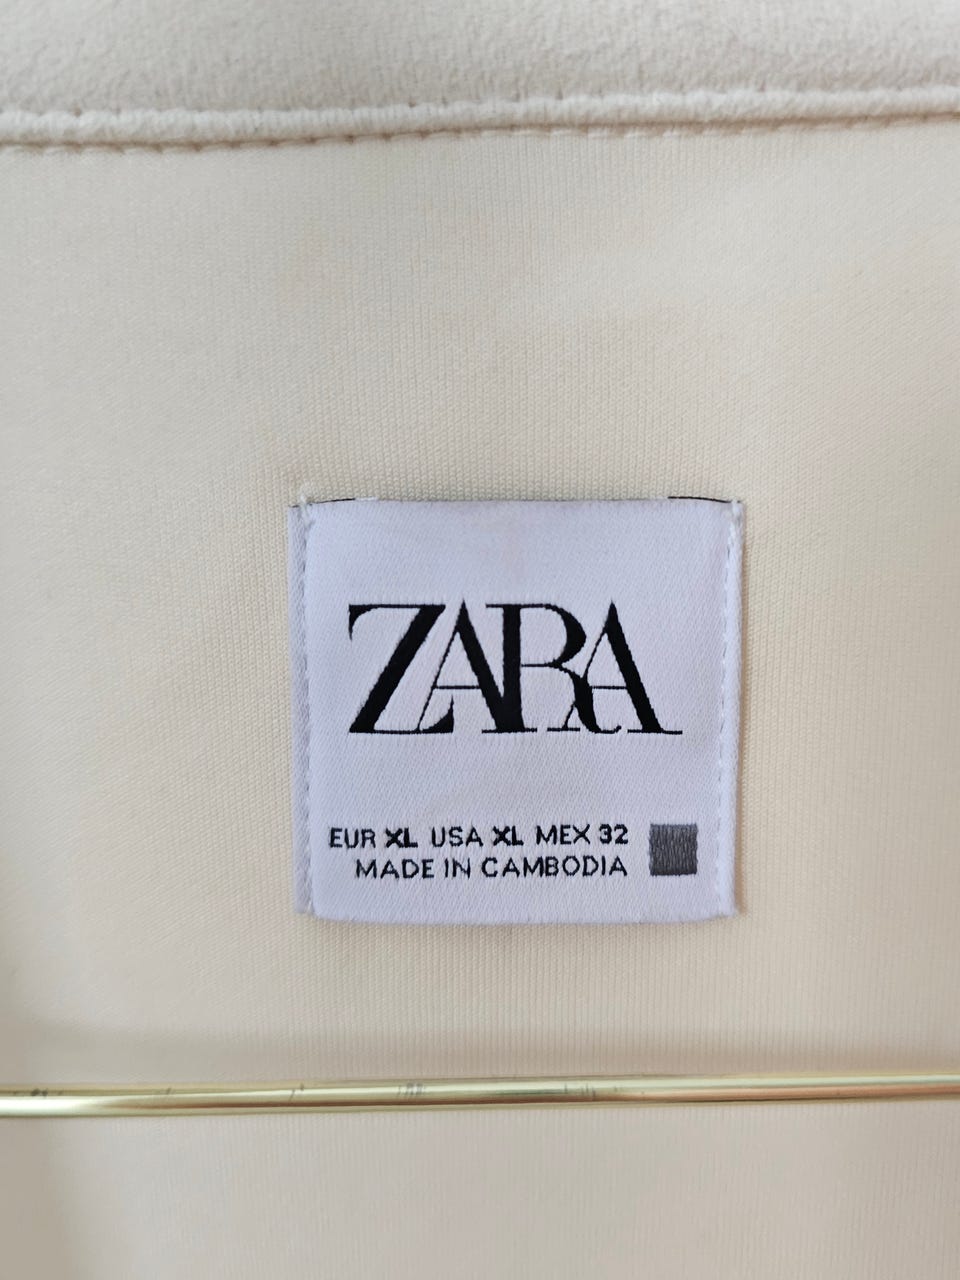 ZARA
EUR XL USA XL MEX 32
MADE IN CAMBODIA